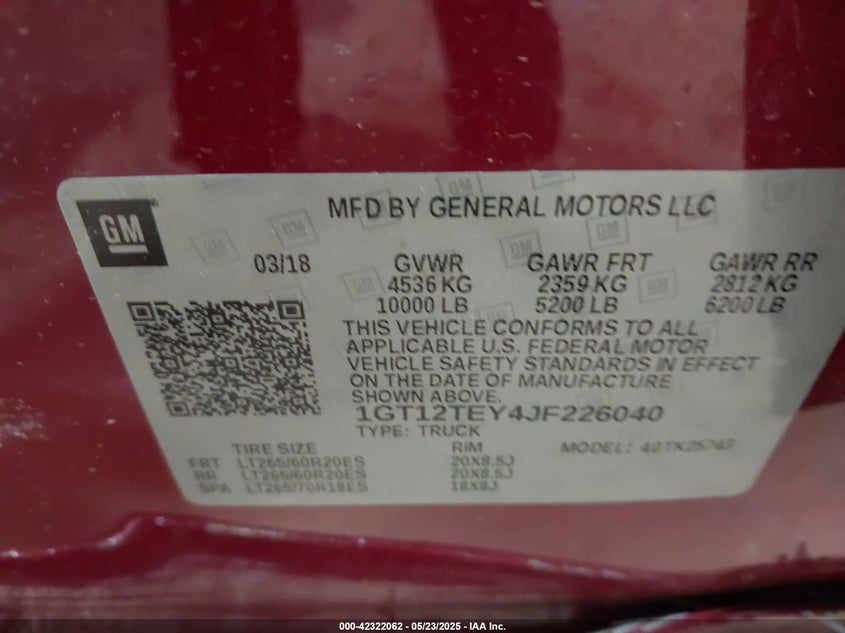 GM
MFD BY GENERAL MOTORS LLC
03/18 GVWR GAWR FRT GAWR RR
4536 KG 2359 KG 2812 KG
10000 LB 5200 LB 6200 LB
THIS VEHICLE CONFORMS TO ALL
APPLICABLE U.S. FEDERAL MOTOR
VEHICLE SAFETY STANDARDS IN EFFECT
ON THE DATE OF MANUFACTURE
SHOWN ABOVE.
1GT12TEY4JF226040
TYPE: TRUCK
TIRE SIZE RIM MODEL:
FRT LT265/60R20ES 20X8.5J
RR LT265/60R20ES 20X8.5J
SPA LT265/70R18ES 18X8J
000-42322062 - 05/23/2025 - IAA Inc.